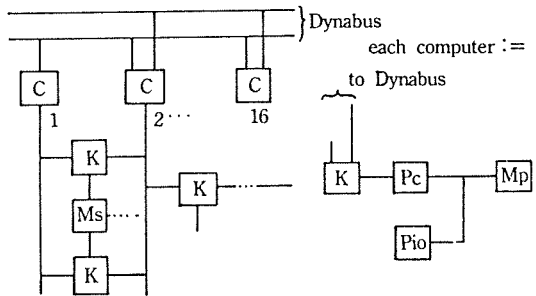 Dynabus
each computer :=
to Dynabus
C
C
C
1
2 ···
16
K
K
Ms
K
K
Pc
Mp
Pio